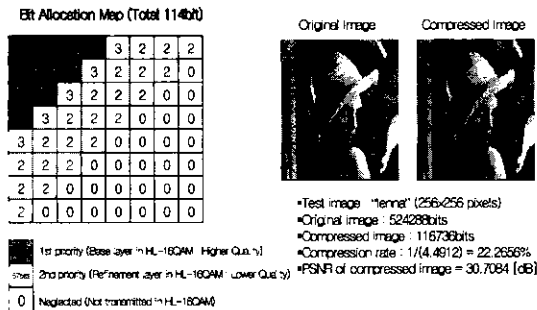 Bit Allocation Map (Total 114bit)
3 2 2 2 2
3 2 2 2 0
3 2 2 2 0 0
3 2 2 2 0 0 0
3 2 2 2 0 0 0 0
2 2 2 0 0 0 0 0
2 2 0 0 0 0 0 0
2 0 0 0 0 0 0 0
1st priority (Base layer in HL-16QAM : Higher Quality)
2nd priority (Refinement layer in HL-16QAM : Lower Quality)
0 Neglected (Not transmitted in HL-16QAM)
Original Image Compressed Image
▪Test image : "lenna" (256x256 pixels)
▪Original image : 524288bits
▪Compressed image : 116736bits
▪Compression rate : 1/(4.4912) = 22.2656%
▪PSNR of compressed image = 30.7084 [dB]